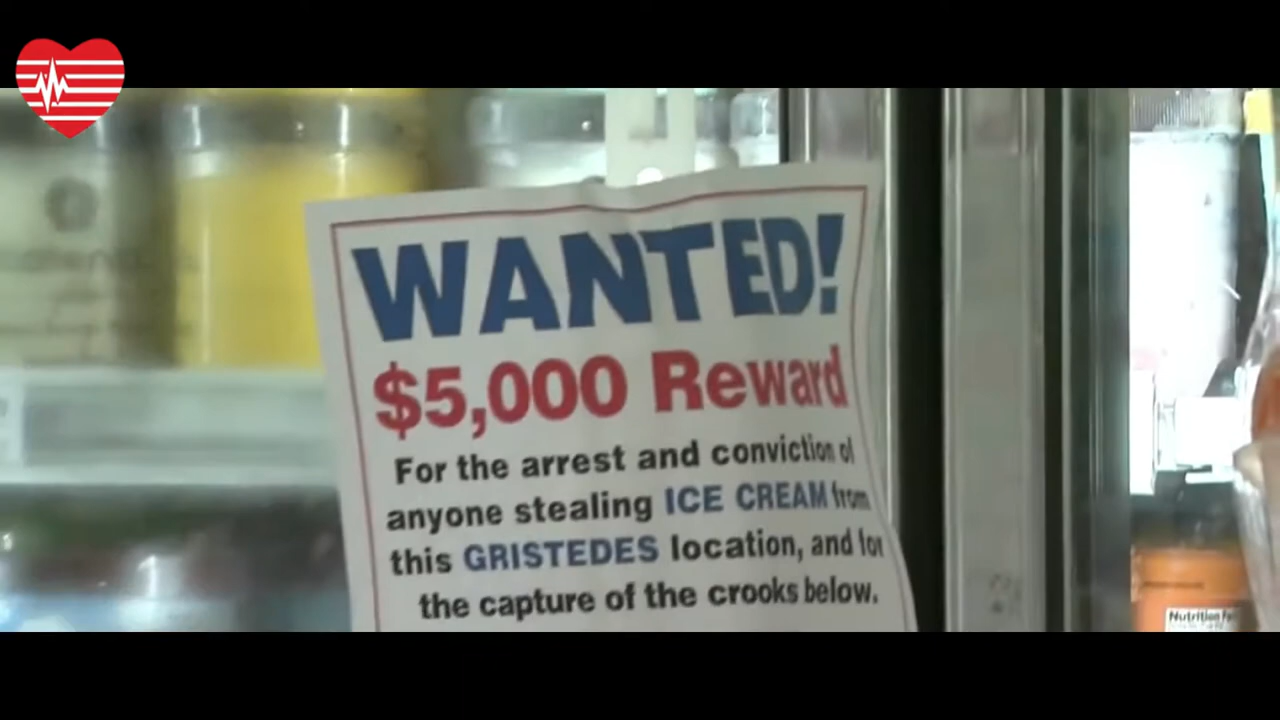 WANTED!
$5,000 Reward
For the arrest and conviction of
anyone stealing ICE CREAM from
this GRISTEDES location, and for
the capture of the crooks below.
Nutrition